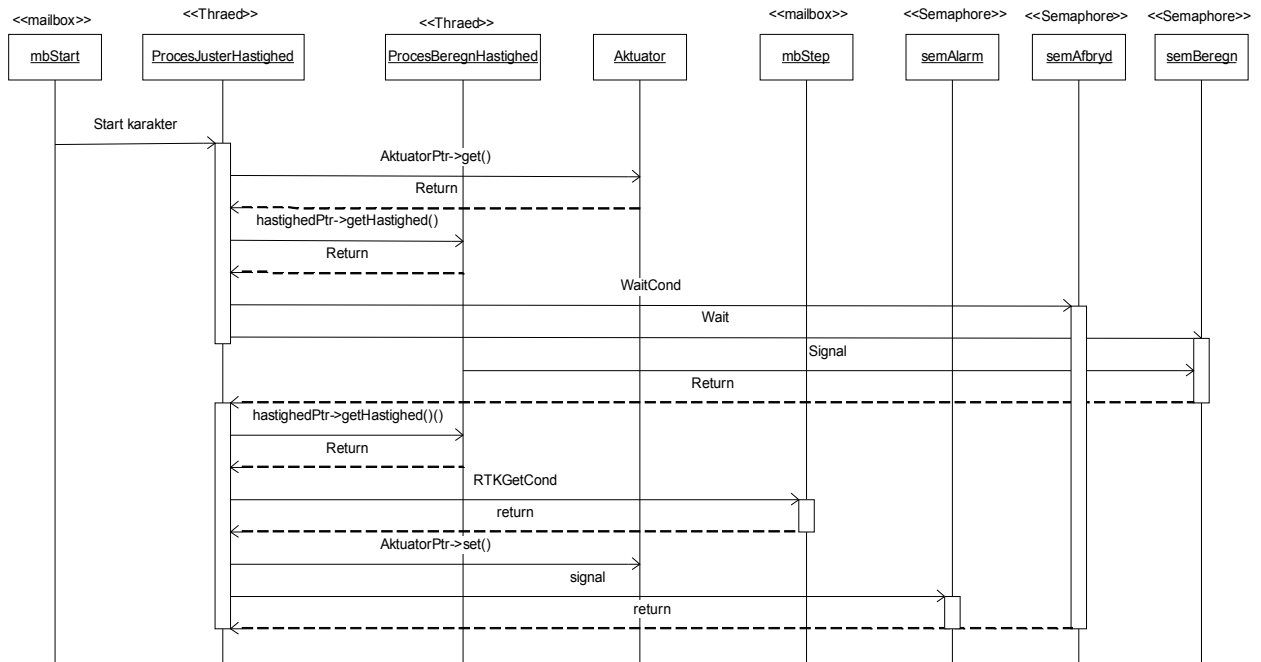 <<mailbox>>
<<Thraed>>
<<Thraed>>
<<mailbox>>
<<Semaphore>>
<<Semaphore>>
<<Semaphore>>
mbStart
ProcesJusterHastighed
ProcesBeregnHastighed
Aktuator
mbStep
semAlarm
semAfbryd
semBeregn
Start karakter
AktuatorPtr->get()
Return
hastighedPtr->getHastighed()
Return
WaitCond
Wait
Signal
Return
hastighedPtr->getHastighed()()
Return
RTKGetCond
return
AktuatorPtr->set()
signal
return